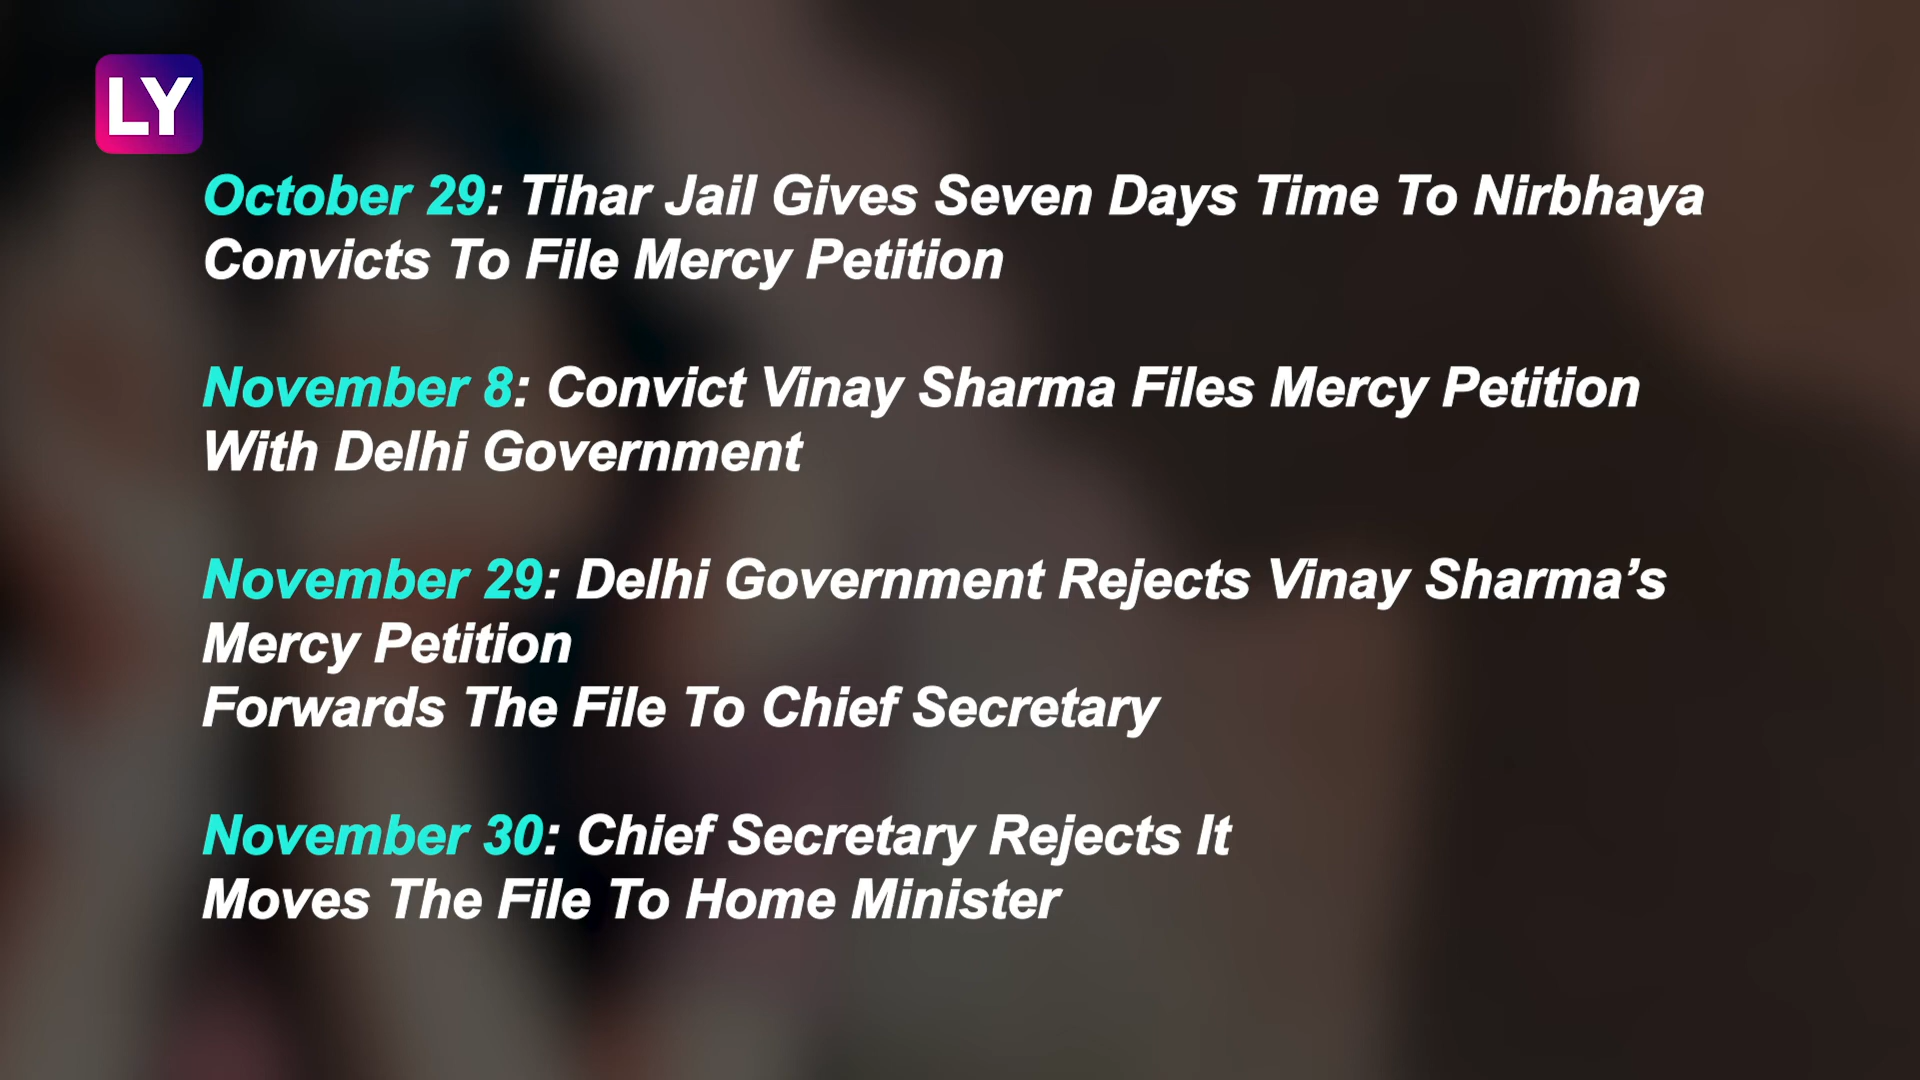 LY
October 29: Tihar Jail Gives Seven Days Time To Nirbhaya
Convicts To File Mercy Petition
November 8: Convict Vinay Sharma Files Mercy Petition
With Delhi Government
November 29: Delhi Government Rejects Vinay Sharma’s
Mercy Petition
Forwards The File To Chief Secretary
November 30: Chief Secretary Rejects It
Moves The File To Home Minister